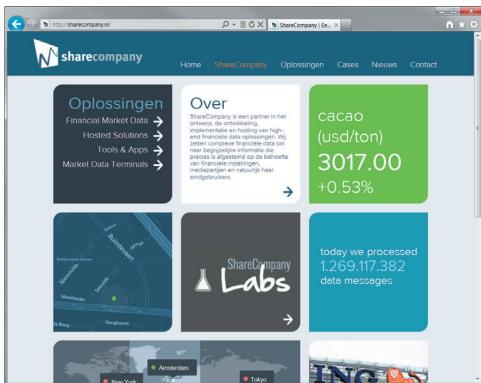 http://sharecompany.nl/
ShareCompany | Ee...
sharecompany
Home ShareCompany Oplossingen Cases Nieuws Contact
Oplossingen
Financial Market Data
Hosted Solutions
Tools & Apps
Market Data Terminals
Over
ShareCompany is een partner in het
ontwerp, de ontwikkeling,
implementatie en hosting van high-
end financiële data oplossingen. Wij
zetten complexe financiële data om
naar begrijpelijke informatie die
precies is afgestemd op de behoefte
van financiële instellingen,
mediapartijen en natuurlijk haar
eindgebruikers.
cacao
(usd/ton)
3017.00
+0.53%
Ruimtevaart
Maanlander
Hangboord
ShareCompany
Labs
today we processed
1.269.117.382
data messages
Amsterdam
New York
Tokyo
ING